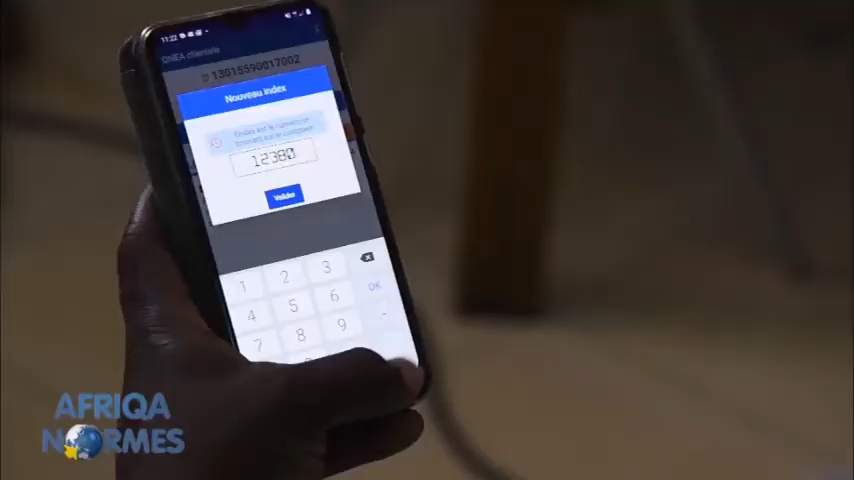 11:22
ONEA clientèle
13015590017002
Nouveau Index
12380
Valider
1
2
3
4
5
6
OK
7
8
9
AFRIQA
NORMES